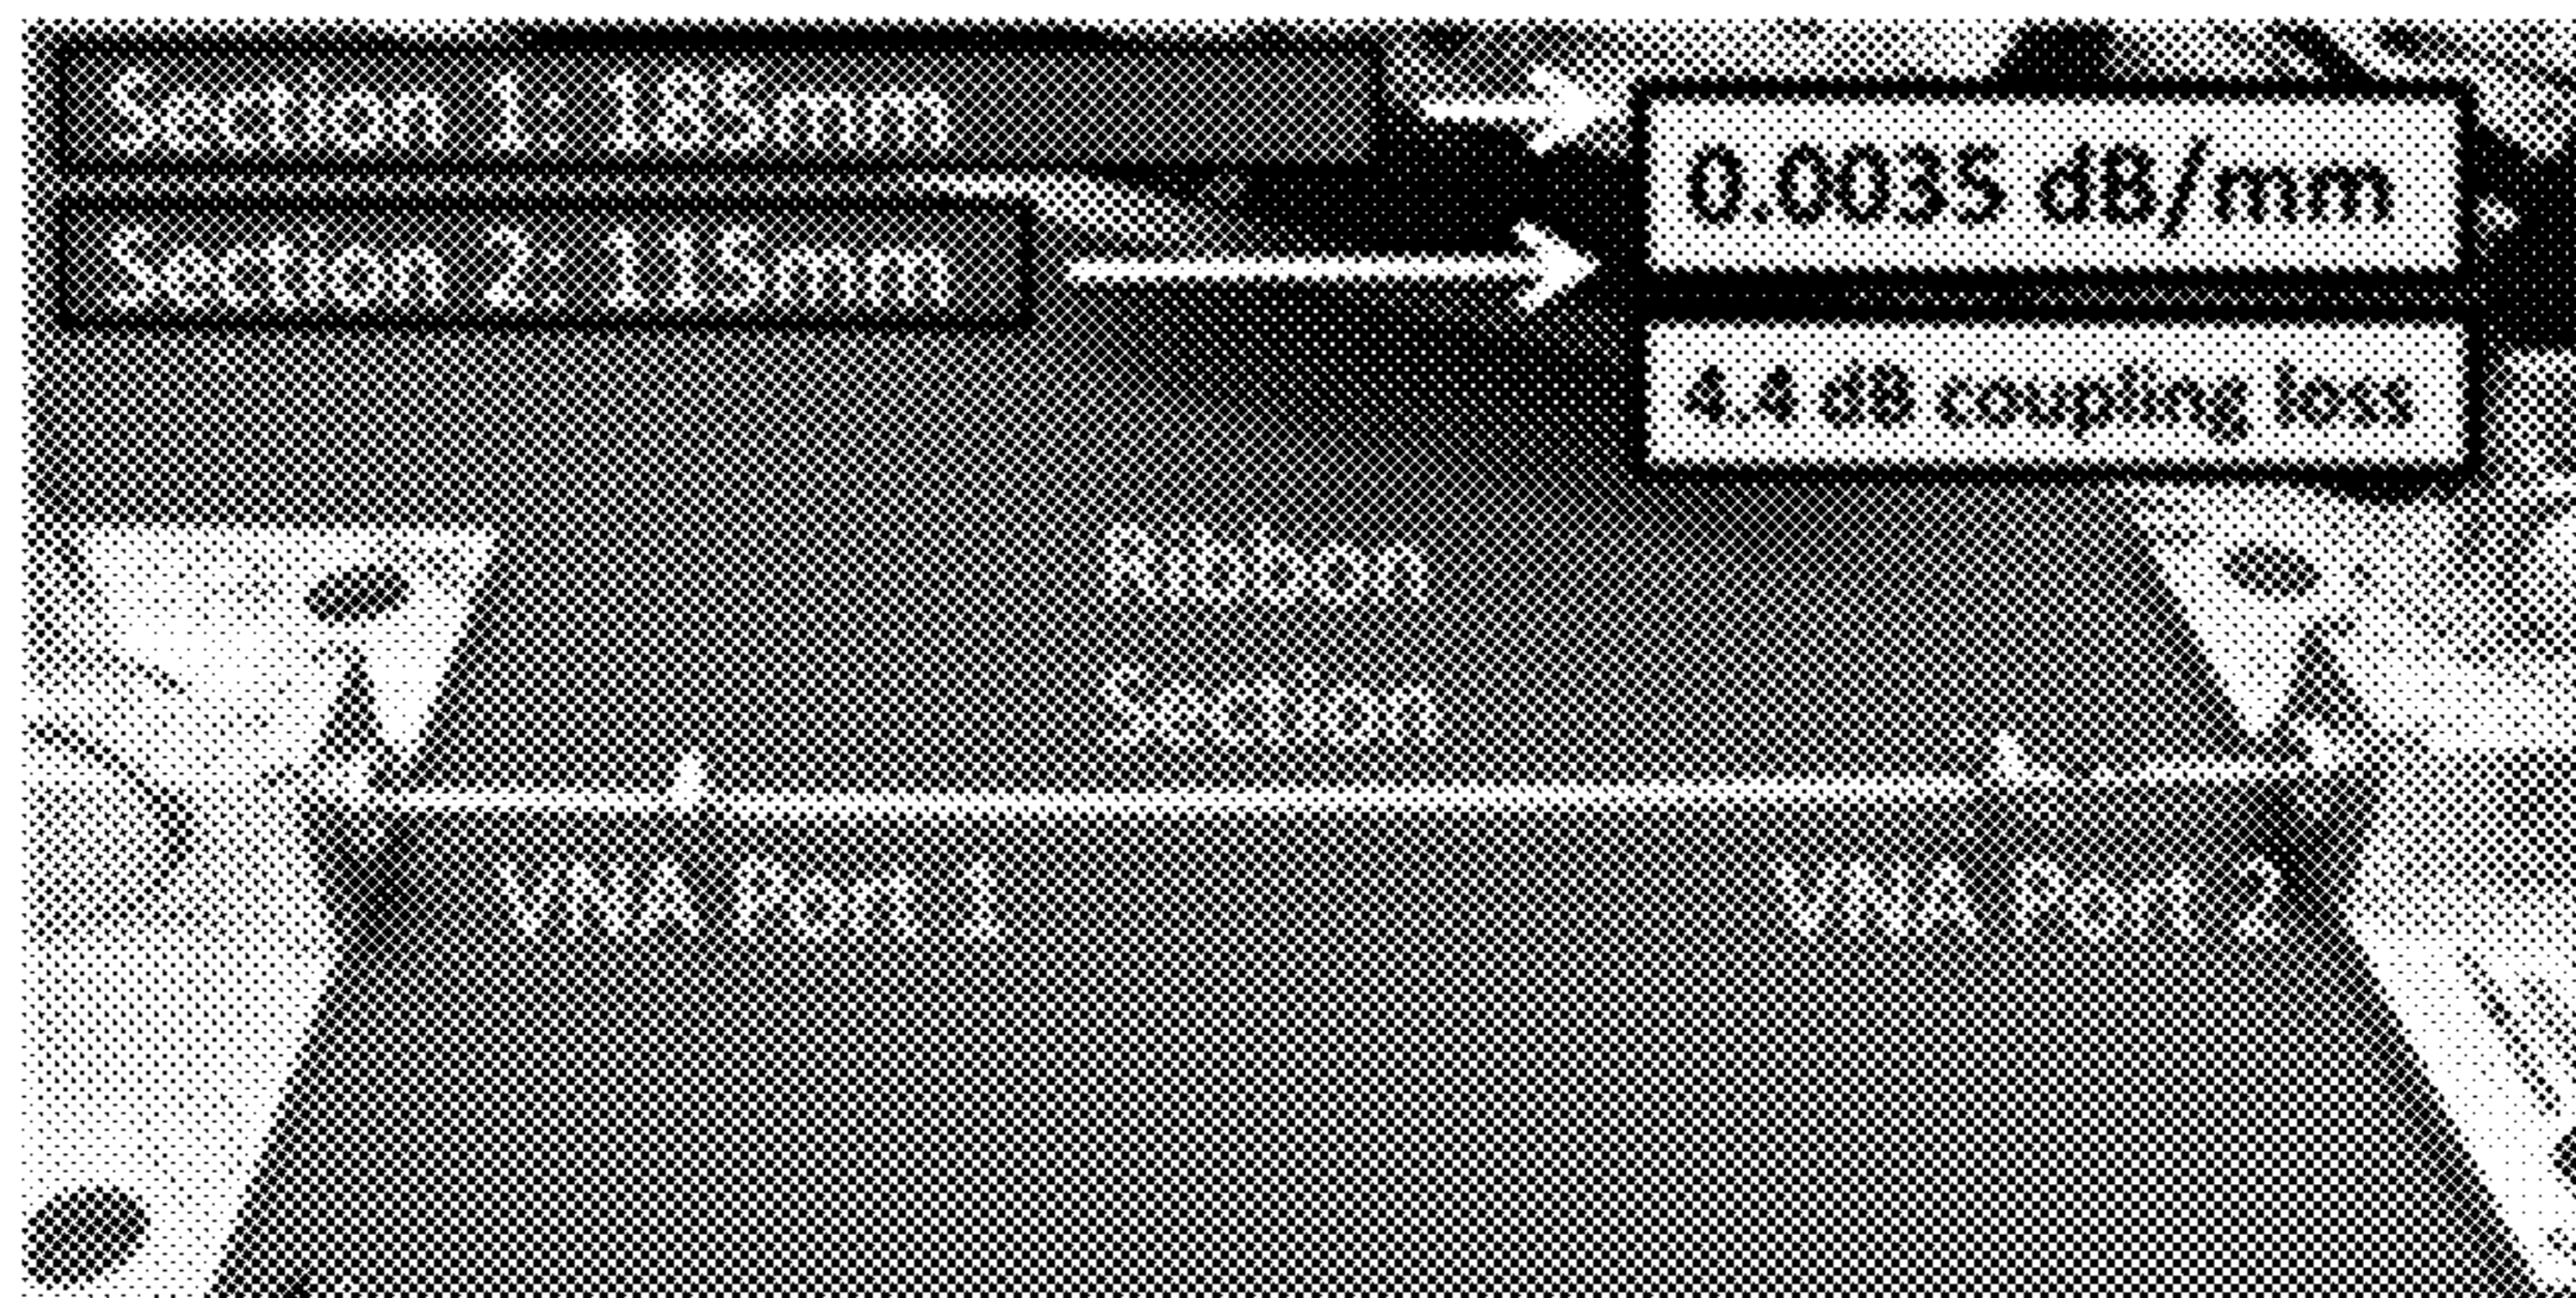 Section 1: 185mm
Section 2: 115mm
0.0035 dB/mm
4.4 dB coupling loss
Ribbon
Section
VNA Port 1
VNA Port 2